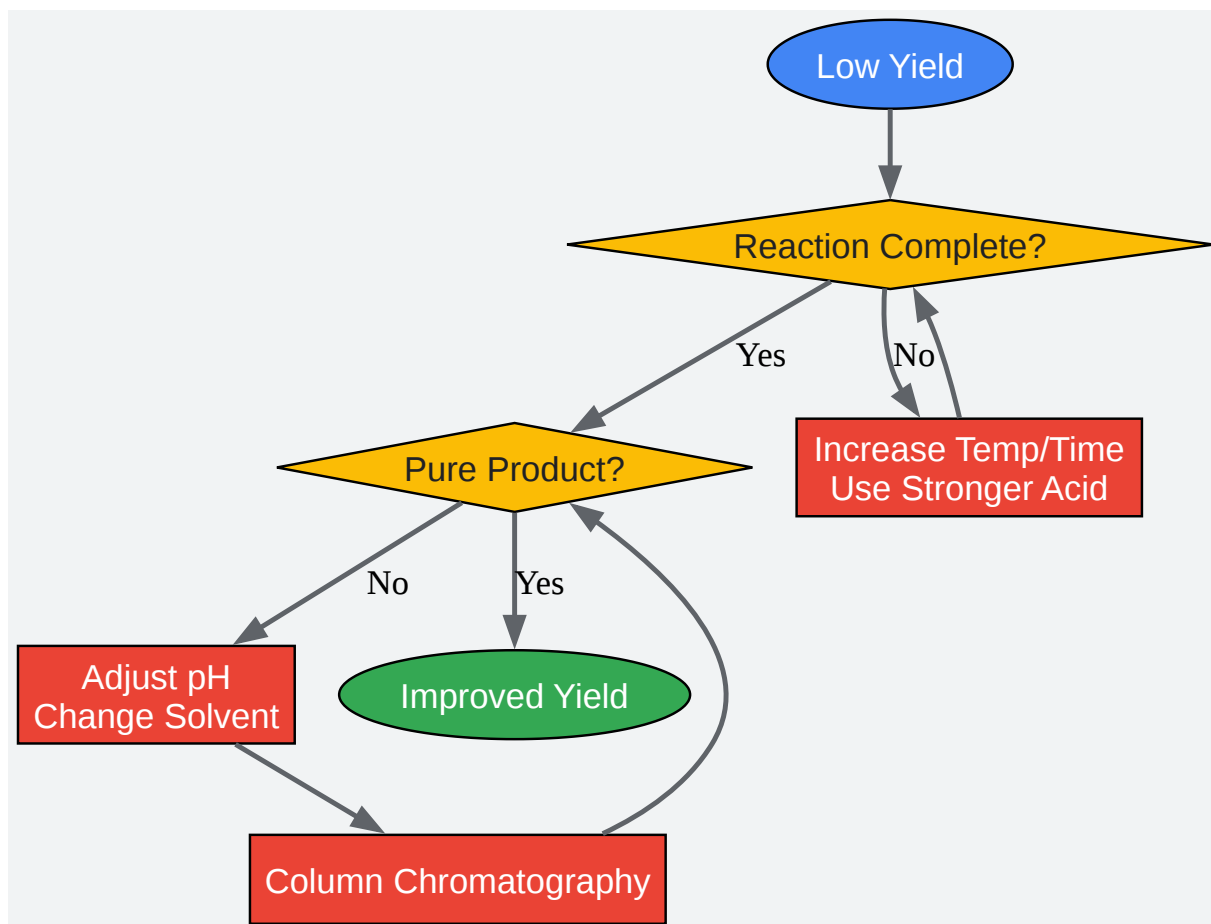 Low Yield
Reaction Complete?
Yes
No
Increase Temp/Time
Use Stronger Acid
Pure Product?
No
Yes
Adjust pH
Change Solvent
Improved Yield
Column Chromatography